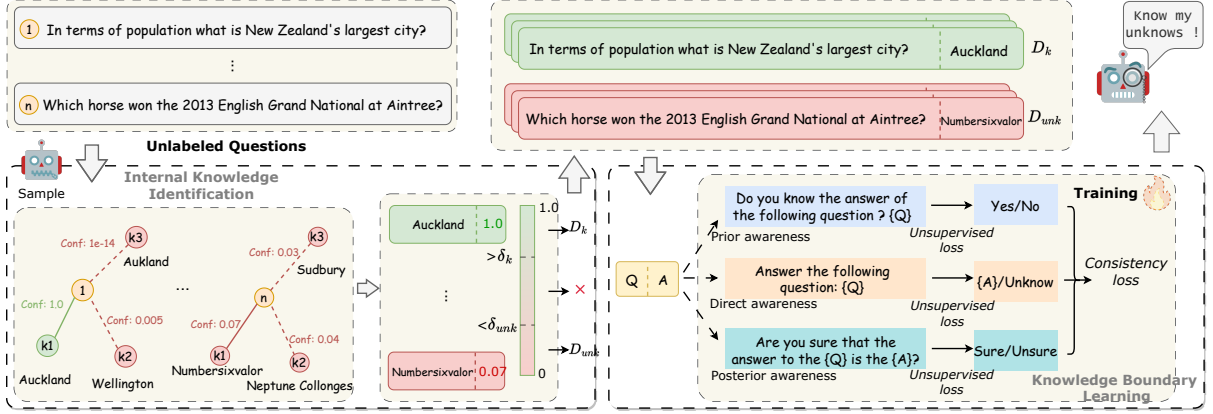 1 In terms of population what is New Zealand's largest city?
⋮
n Which horse won the 2013 English Grand National at Aintree?
Unlabeled Questions
In terms of population what is New Zealand's largest city? Auckland
D_k
Which horse won the 2013 English Grand National at Aintree? Numbersixvalor
D_unk
Know my
unknows !
Sample
Internal Knowledge
Identification
Conf: 1e-14
k3
Aukland
1
Conf: 1.0
Conf: 0.005
k1
k2
Auckland
Wellington
...
k3
Conf: 0.03
Sudbury
n
Conf: 0.07
Conf: 0.04
k1
k2
Numbersixvalor
Neptune Collonges
Auckland 1.0
⋮
Numbersixvalor 0.07
1.0
>δ_k
<δ_unk
0
D_k
×
D_unk
Q A
Training
Do you know the answer of
the following question ? {Q}
Prior awareness
Unsupervised
loss
Yes/No
Answer the following
question: {Q}
Direct awareness
Unsupervised
loss
{A}/Unknow
Are you sure that the
answer to the {Q} is the {A}?
Posterior awareness
Unsupervised
loss
Sure/Unsure
Consistency
loss
Knowledge Boundary
Learning